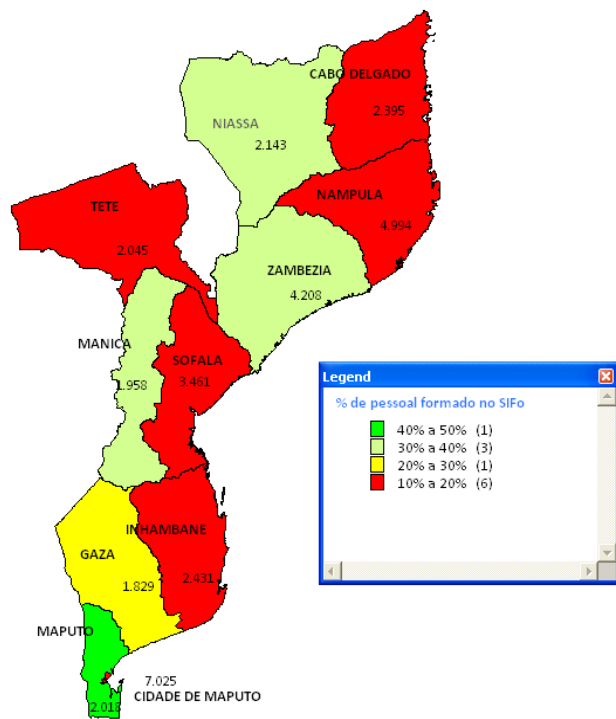 CABO DELGADO
2.395
NIASSA
2.143
NAMPULA
4.994
TETE
2.045
ZAMBEZIA
4.208
MANICA
1.958
SOFALA
3.461
Legend
% de pessoal formado no SIFo
40% a 50% (1)
30% a 40% (3)
20% a 30% (1)
10% a 20% (6)
INHAMBANE
2.431
GAZA
1.829
MAPUTO
2.018
7.025
CIDADE DE MAPUTO